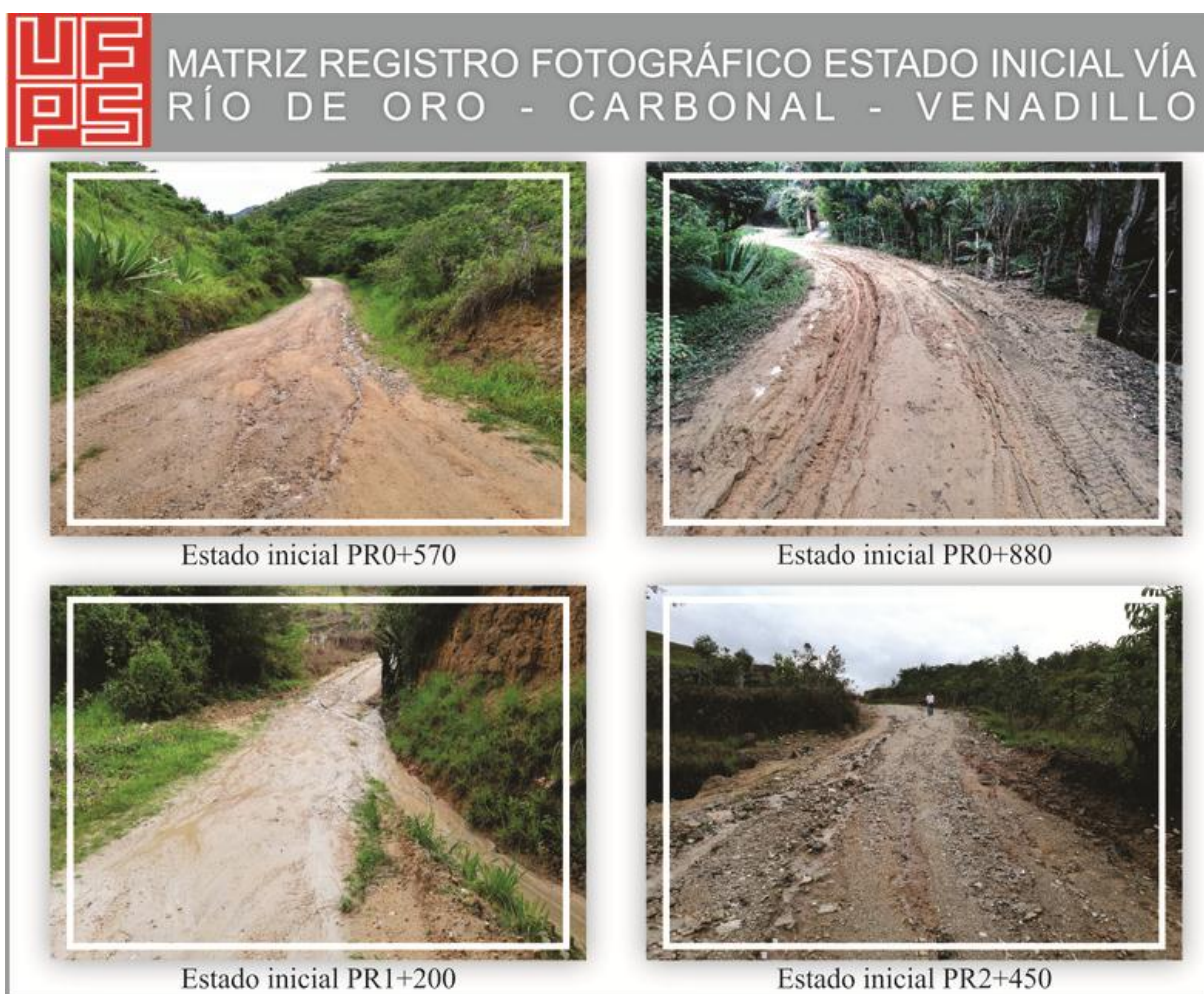 UFPS
MATRIZ REGISTRO FOTOGRÁFICO ESTADO INICIAL VÍA
RÍO DE ORO - CARBONAL - VENADILLO
Estado inicial PR0+570
Estado inicial PR0+880
Estado inicial PR1+200
Estado inicial PR2+450